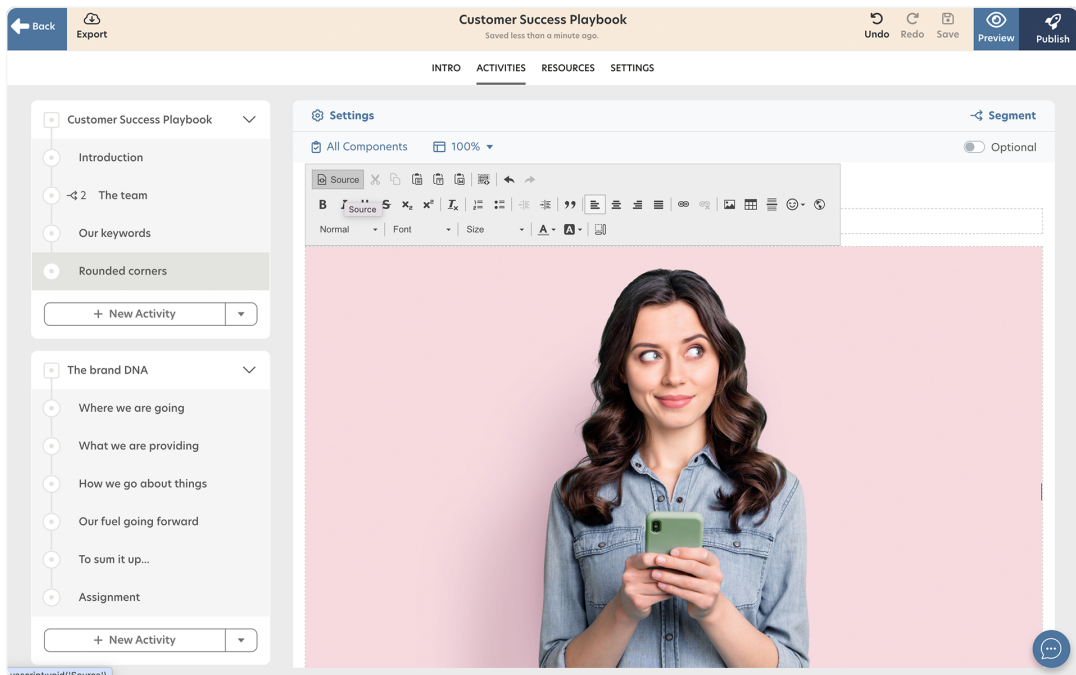 Back
Export
Customer Success Playbook
Saved less than a minute ago.
Undo
Redo
Save
Preview
Publish
INTRO ACTIVITIES RESOURCES SETTINGS
Customer Success Playbook
Introduction
2 The team
Our keywords
Rounded corners
+ New Activity
The brand DNA
Where we are going
What we are providing
How we go about things
Our fuel going forward
To sum it up...
Assignment
+ New Activity
Settings
Segment
All Components
100%
Optional
Source
B I U S x₂ x² Tx
Source
Normal Font Size A A